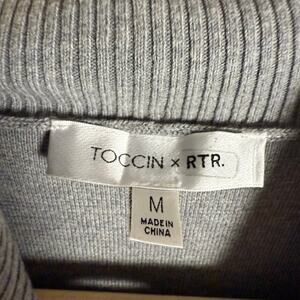 TOCCIN × RTR.
M
MADE IN
CHINA